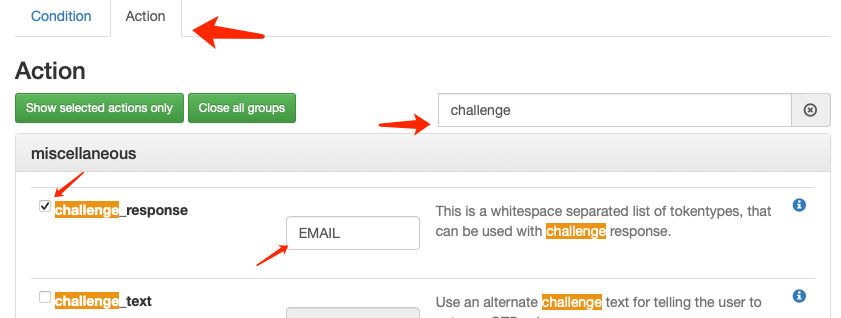 Condition Action
Action
Show selected actions only Close all groups challenge
miscellaneous
challenge_response
EMAIL
This is a whitespace separated list of tokentypes, that
can be used with challenge response.
challenge_text
Use an alternate challenge text for telling the user to